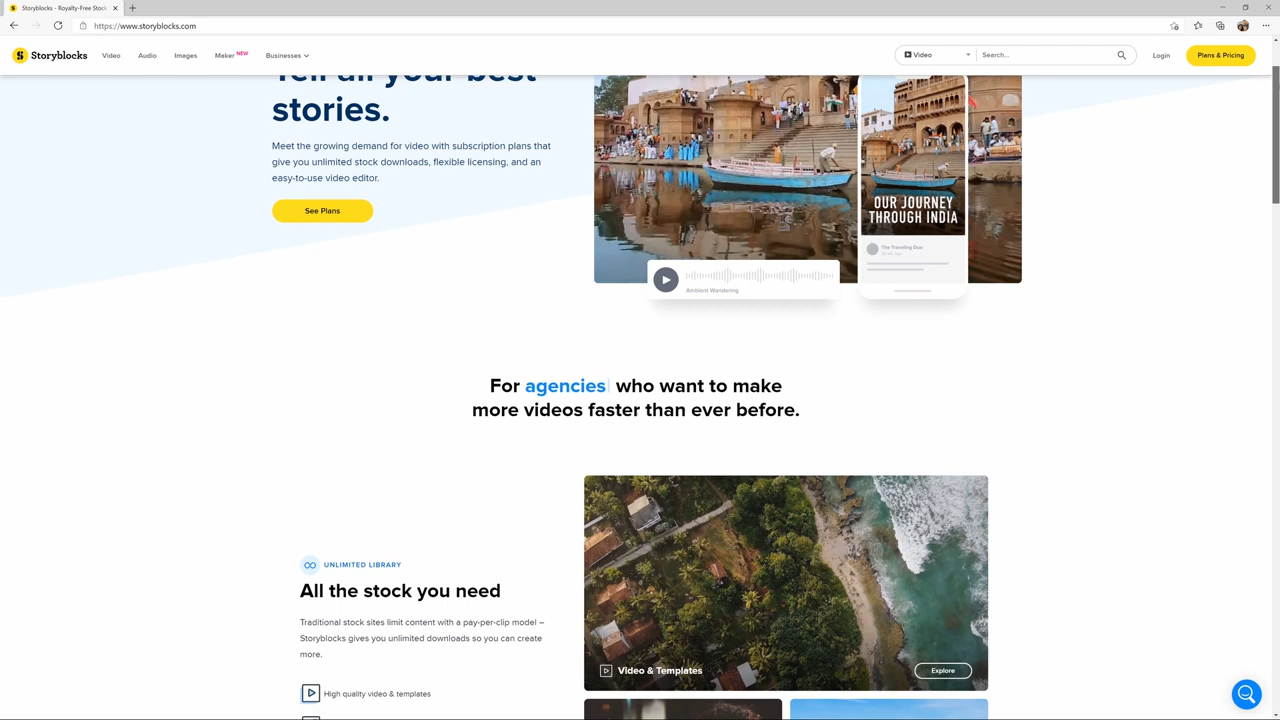 Storyblocks - Royalty-Free Stock
https://www.storyblocks.com
Storyblocks
Video
Audio
Images
Maker NEW
Businesses
Video
Search...
Login
Plans & Pricing
Tell all your best
stories.
Meet the growing demand for video with subscription plans that
give you unlimited stock downloads, flexible licensing, and an
easy-to-use video editor.
See Plans
OUR JOURNEY
THROUGH INDIA
The Traveling Duo
Ambient Wandering
For agencies who want to make
more videos faster than ever before.
UNLIMITED LIBRARY
All the stock you need
Traditional stock sites limit content with a pay-per-clip model –
Storyblocks gives you unlimited downloads so you can create
more.
High quality video & templates
Video & Templates
Explore